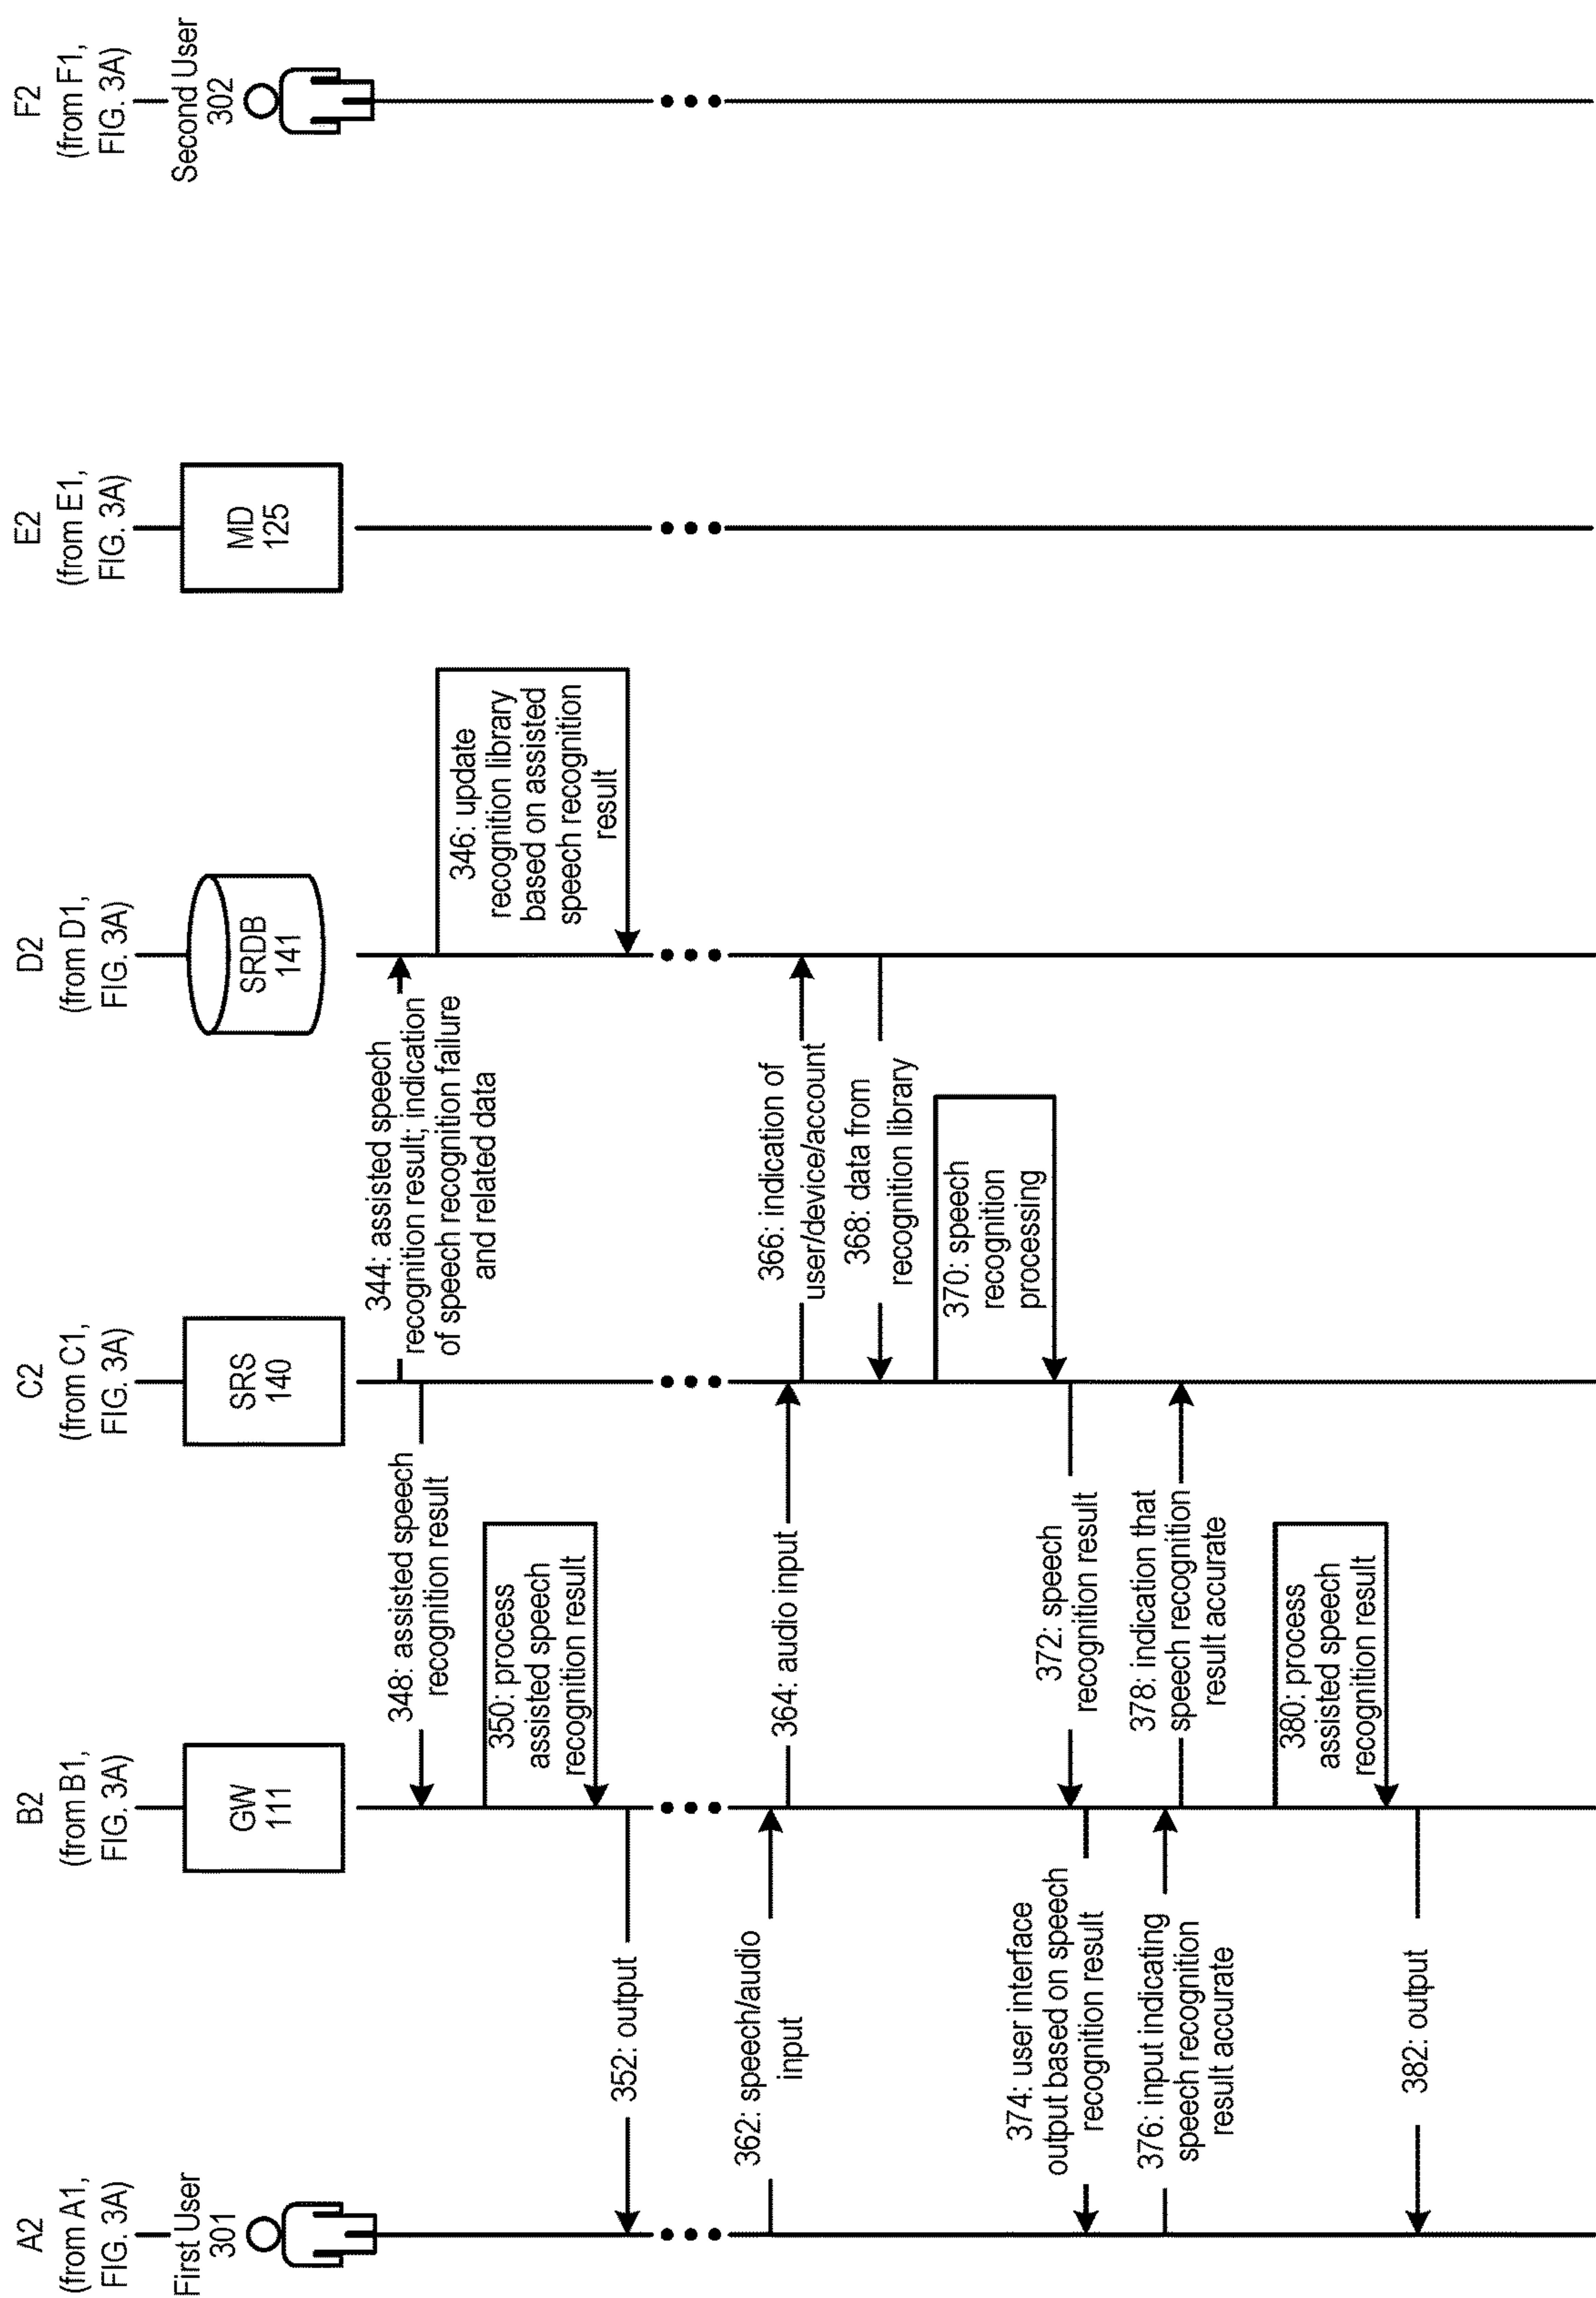 A2
(from A1,
FIG. 3A)
First User
301
B2
(from B1,
FIG. 3A)
GW
111
C2
(from C1,
FIG. 3A)
SRS
140
D2
(from D1,
FIG. 3A)
SRDB
141
E2
(from E1,
FIG. 3A)
MD
125
F2
(from F1,
FIG. 3A)
Second User
302
344: assisted speech
recognition result; indication
of speech recognition failure
and related data
346: update
recognition library
based on assisted
speech recognition
result
348: assisted speech
recognition result
350: process
assisted speech
recognition result
352: output
362: speech/audio
input
364: audio input
366: indication of
user/device/account
368: data from
recognition library
370: speech
recognition
processing
372: speech
recognition result
374: user interface
output based on speech
recognition result
376: input indicating
speech recognition
result accurate
378: indication that
speech recognition
result accurate
380: process
assisted speech
recognition result
382: output